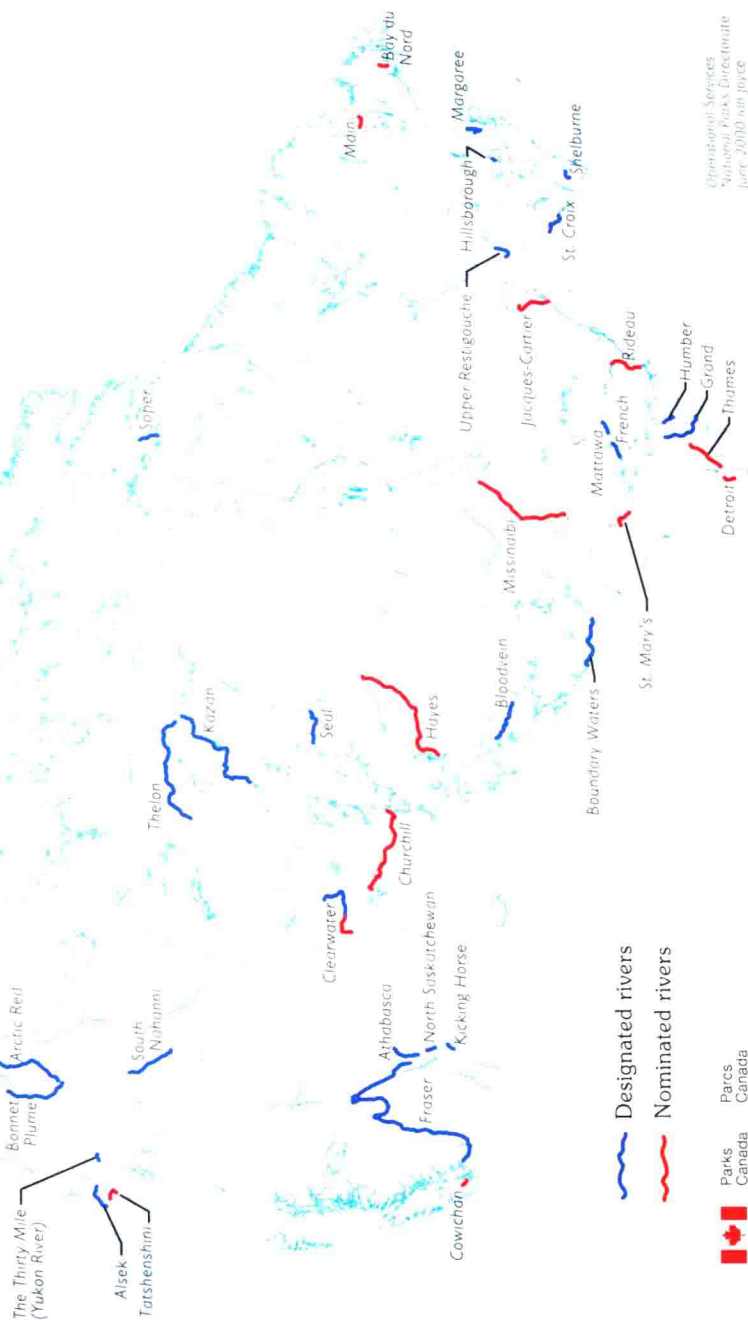 The Thirty Mile
(Yukon River)
Bonnet
Plume
Arctic Red
Alsek
Tatshenshini
South
Nahanni
Thelon
Kazan
Soper
Main
Bay du
Nord
Clearwater
Seal
Athabasca
North Saskatchewan
Kicking Horse
Fraser
Cowichan
Churchill
Hayes
Bloodvein
Missinaibi
Upper Restigouche
Hillsborough
Margaree
Jacques-Cartier
St. Croix
Shelburne
Boundary Waters
St. Mary's
Mattawa
French
Rideau
Humber
Grand
Thames
Detroit
Designated rivers
Nominated rivers
Parks
Canada
Parcs
Canada
Operational Services
National Parks Directorate
June 2000
Joyce